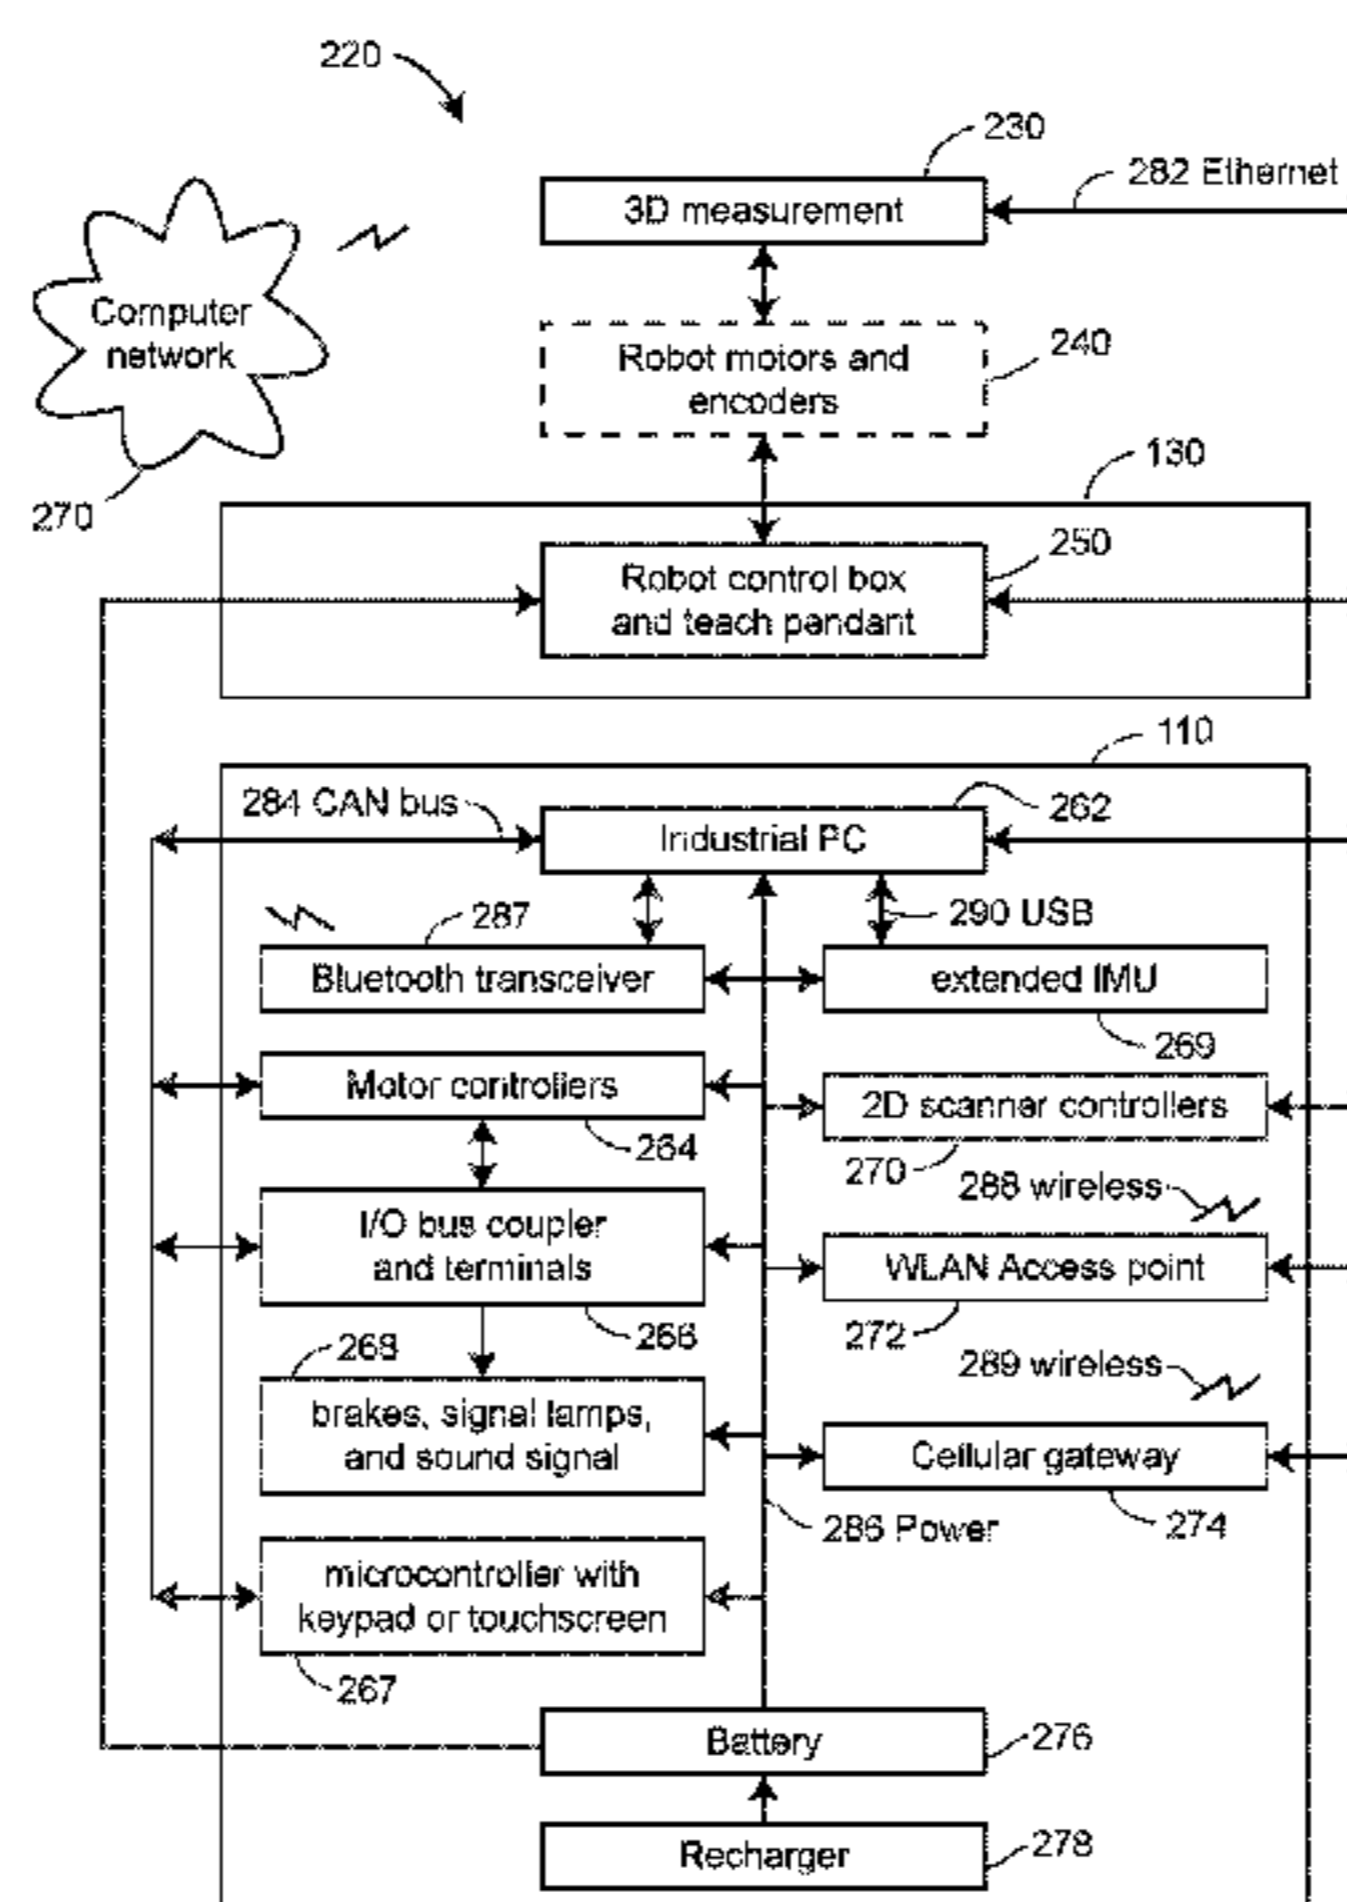 220
230
282 Ethernet
3D measurement
Computer
network
Robot motors and
encoders
240
270
130
250
Robot control box
and teach pendant
110
284 CAN bus
262
Industrial PC
287
290 USB
Bluetooth transceiver
extended IMU
269
Motor controllers
2D scanner controllers
264
270
288 wireless
I/O bus coupler
and terminals
WLAN Access point
266
272
268
289 wireless
brakes, signal lamps,
and sound signal
Cellular gateway
286 Power
274
microcontroller with
keypad or touchscreen
267
Battery
276
Recharger
278